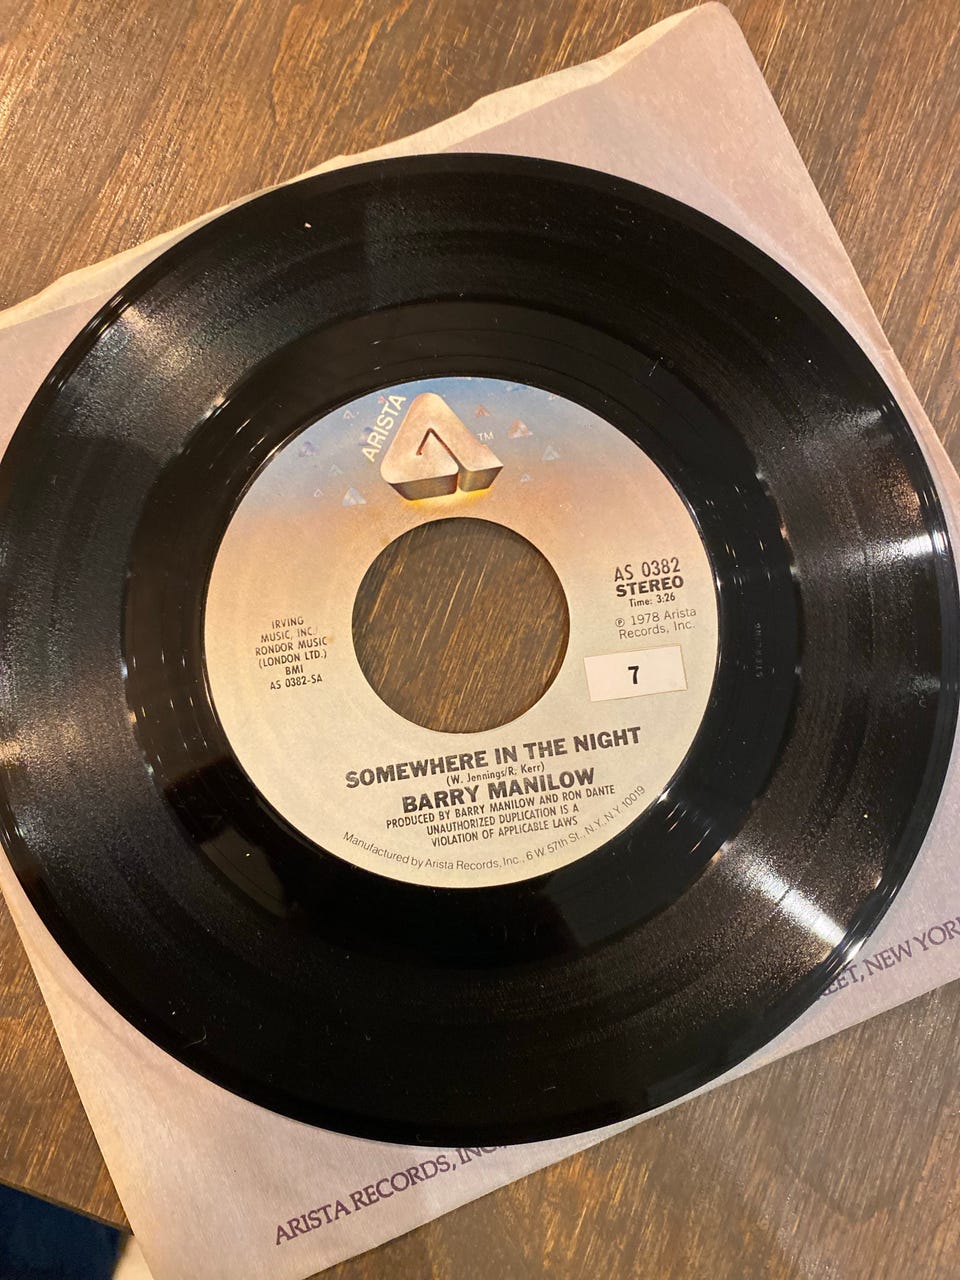 ARISTA
TM
AS 0382
STEREO
Time: 3:26
℗ 1978 Arista
Records, Inc.
IRVING
MUSIC, INC./
RONDOR MUSIC
(LONDON LTD.)
BMI
AS 0382-SA
7
STERLING
SOMEWHERE IN THE NIGHT
(W. Jennings/R. Kerr)
BARRY MANILOW
PRODUCED BY BARRY MANILOW AND RON DANTE
UNAUTHORIZED DUPLICATION IS A
VIOLATION OF APPLICABLE LAWS
Manufactured by Arista Records, Inc., 6 W. 57th St., N.Y., N.Y. 10019
ARISTA RECORDS, INC. NEW YORK